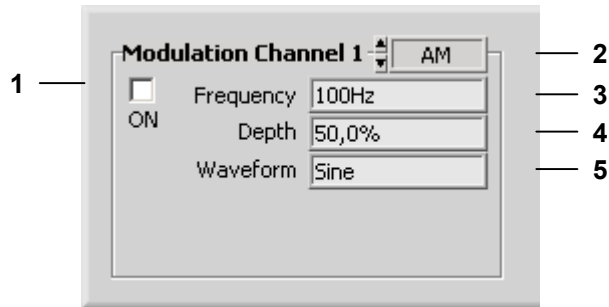 Modulation Channel 1 AM 2
1
Frequency 100Hz 3
ON
Depth 50,0% 4
Waveform Sine 5